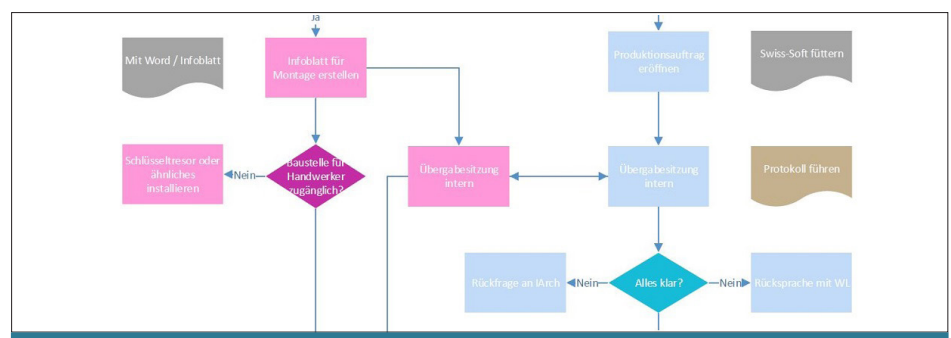 Ja
Mit Word / Infoblatt
Infoblatt für
Montage erstellen
Produktionsauftrag
eröffnen
Swiss-Soft füttern
Schlüsseltresor oder
ähnliches
installieren
Nein
Baustelle für
Handwerker
zugänglich?
Übergabesitzung
intern
Übergabesitzung
intern
Protokoll führen
Rückfrage an IArch
Nein
Alles klar?
Nein
Rücksprache mit WL